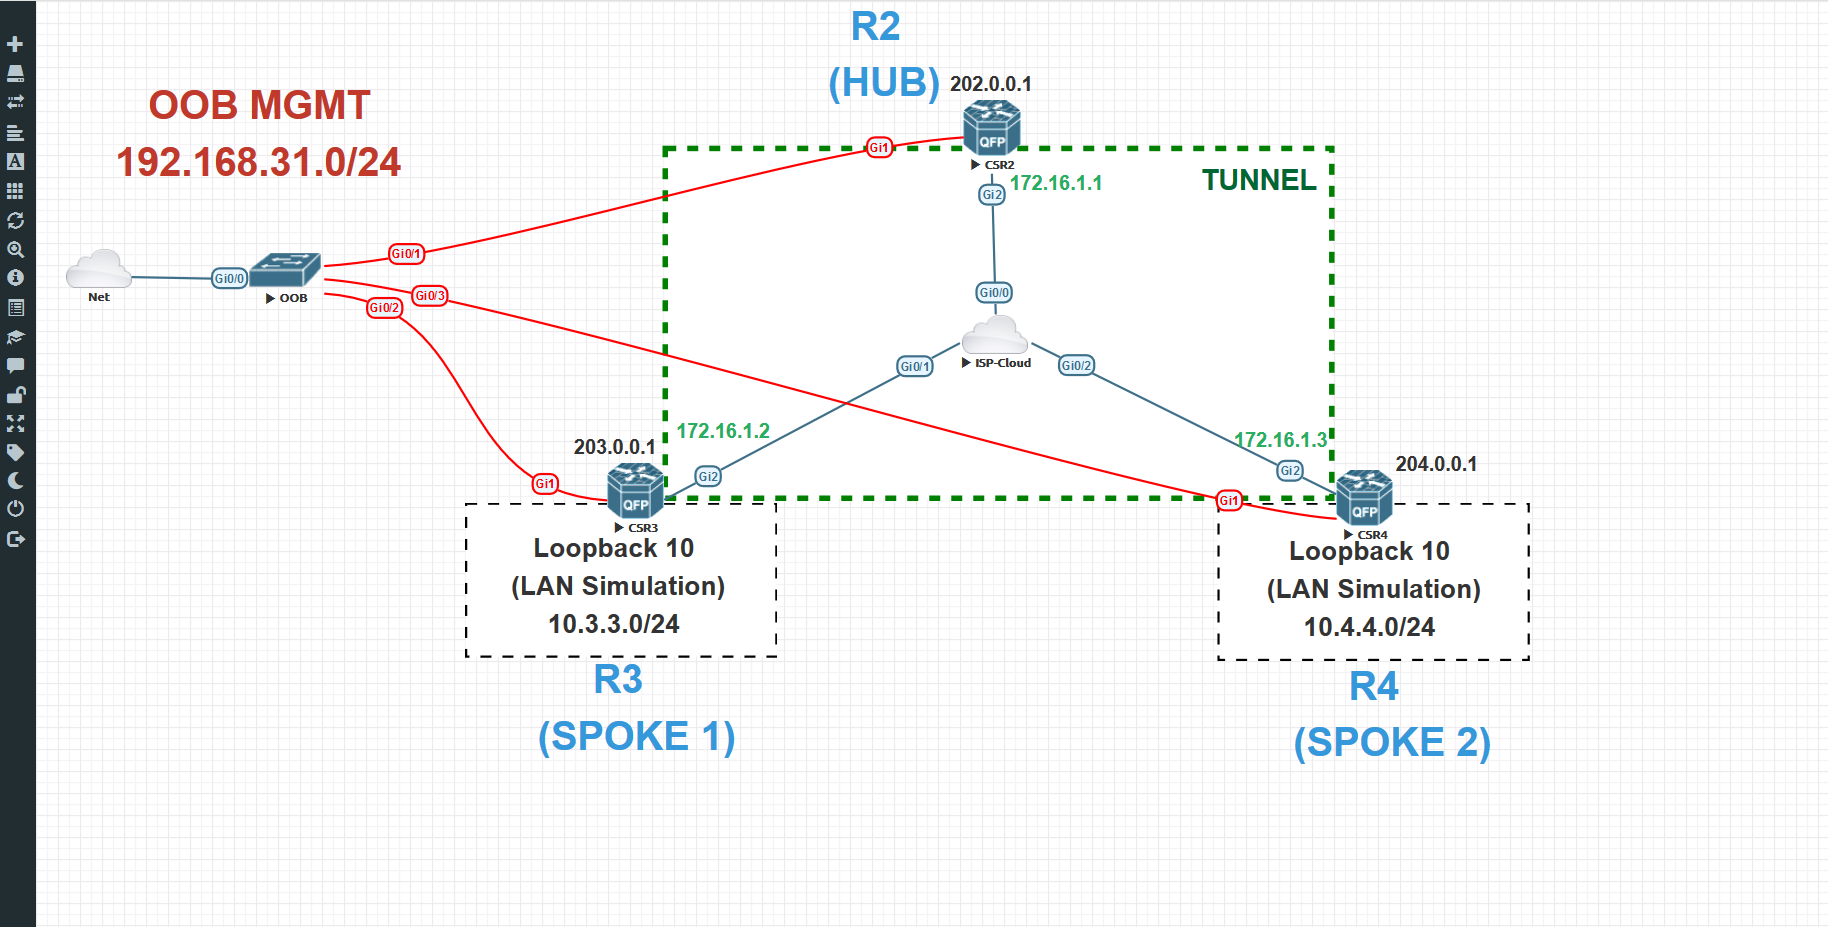 R2
(HUB)
202.0.0.1
OOB MGMT
192.168.31.0/24
QFP
CSR2
Gi1
172.16.1.1
TUNNEL
Gi2
Gi0/1
Net
Gi0/0
OOB
Gi0/3
Gi0/2
Gi0/0
ISP-Cloud
Gi0/1
Gi0/2
172.16.1.2
172.16.1.3
203.0.0.1
204.0.0.1
Gi2
Gi2
Gi1
Gi1
QFP
CSR3
QFP
CSR4
Loopback 10
(LAN Simulation)
10.3.3.0/24
Loopback 10
(LAN Simulation)
10.4.4.0/24
R3
(SPOKE 1)
R4
(SPOKE 2)